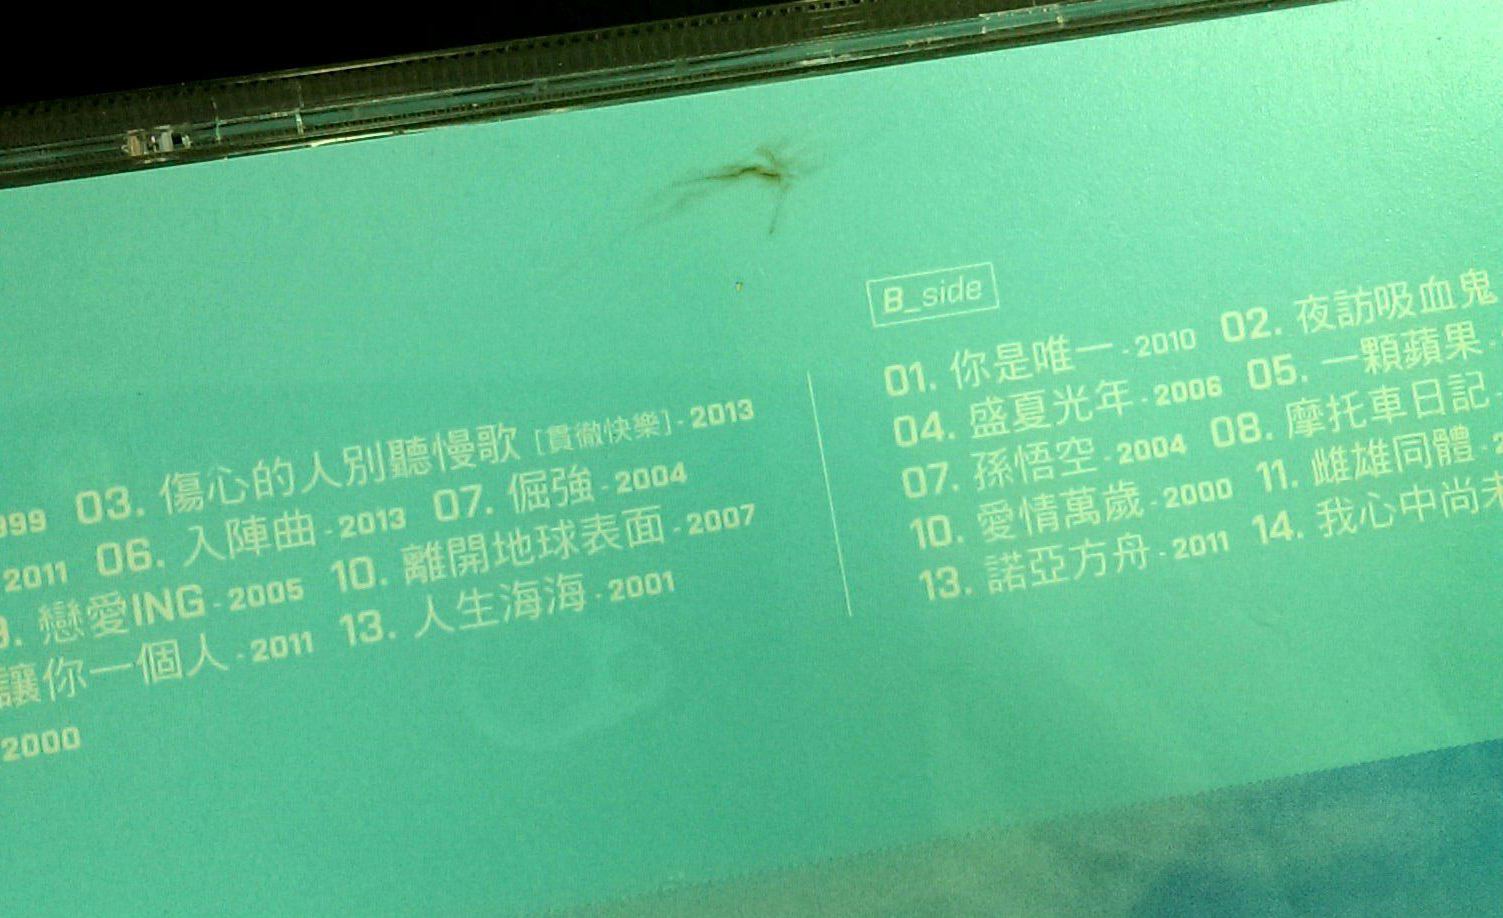 999 03. 傷心的人別聽慢歌 [貫徹快樂] - 2013
2011 06. 入陣曲 - 2013 07. 倔強 - 2004
9. 戀愛ING - 2005 10. 離開地球表面 - 2007
讓你一個人 - 2011 13. 人生海海 - 2001
2000
B_side
01. 你是唯一 - 2010 02. 夜訪吸血鬼
04. 盛夏光年 - 2006 05. 一顆蘋果 -
07. 孫悟空 - 2004 08. 摩托車日記 -
10. 愛情萬歲 - 2000 11. 雌雄同體 - 2
13. 諾亞方舟 - 2011 14. 我心中尚未